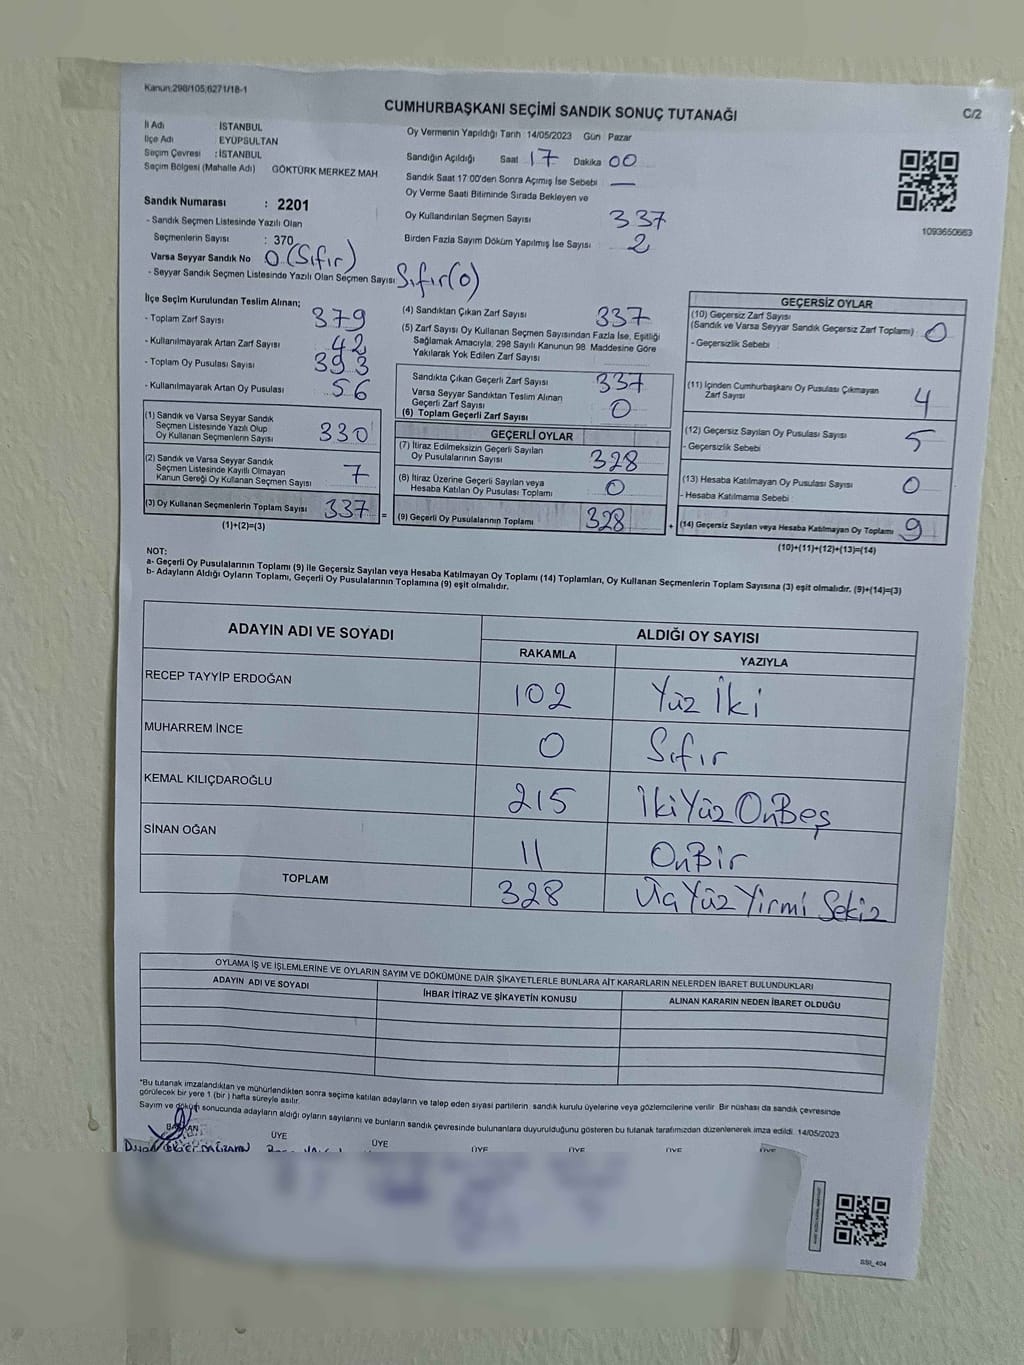 Kanun;298/105;6271/18-1
CUMHURBAŞKANI SEÇİMİ SANDIK SONUÇ TUTANAĞI
C/2
İl Adı İSTANBUL
İlçe Adı EYÜPSULTAN
Seçim Çevresi : İSTANBUL
Seçim Bölgesi (Mahalle Adı) GÖKTÜRK MERKEZ MAH
Oy Vermenin Yapıldığı Tarih 14/05/2023 Gün Pazar
Sandığın Açıldığı Saat 17 Dakika 00
Sandık Saat 17:00'den Sonra Açımış İse Sebebi —
Oy Verme Saati Bitiminde Sırada Bekleyen ve
Oy Kullandırılan Seçmen Sayısı 337
Birden Fazla Sayım Döküm Yapılmış İse Sayısı 2
1093650663
Sandık Numarası : 2201
- Sandık Seçmen Listesinde Yazılı Olan
Seçmenlerin Sayısı : 370
Varsa Seyyar Sandık No 0 (Sıfır)
- Seyyar Sandık Seçmen Listesinde Yazılı Olan Seçmen Sayısı Sıfır(0)
İlçe Seçim Kurulundan Teslim Alınan;
- Toplam Zarf Sayısı 379
- Kullanılmayarak Artan Zarf Sayısı 42
- Toplam Oy Pusulası Sayısı 393
- Kullanılmayarak Artan Oy Pusulası 56
(1) Sandık ve Varsa Seyyar Sandık
Seçmen Listesinde Yazılı Olup
Oy Kullanan Seçmenlerin Sayısı 330
(2) Sandık ve Varsa Seyyar Sandık
Seçmen Listesinde Kayıtlı Olmayan
Kanun Gereği Oy Kullanan Seçmen Sayısı 7
(3) Oy Kullanan Seçmenlerin Toplam Sayısı 337 =
(1)+(2)=(3)
(4) Sandıktan Çıkan Zarf Sayısı 337
(5) Zarf Sayısı Oy Kullanan Seçmen Sayısından Fazla İse, Eşitliği
Sağlamak Amacıyla, 298 Sayılı Kanunun 98. Maddesine Göre
Yakılarak Yok Edilen Zarf Sayısı
Sandıkta Çıkan Geçerli Zarf Sayısı 337
Varsa Seyyar Sandıktan Teslim Alınan
Geçerli Zarf Sayısı 0
(6) Toplam Geçerli Zarf Sayısı
GEÇERLİ OYLAR
(7) İtiraz Edilmeksizin Geçerli Sayılan
Oy Pusulalarının Sayısı 328
(8) İtiraz Üzerine Geçerli Sayılan veya
Hesaba Katılan Oy Pusulası Toplamı 0
(9) Geçerli Oy Pusulalarının Toplamı 328 +
GEÇERSİZ OYLAR
(10) Geçersiz Zarf Sayısı
(Sandık ve Varsa Seyyar Sandık Geçersiz Zarf Toplamı) 0
- Geçersizlik Sebebi
(11) İçinden Cumhurbaşkanı Oy Pusulası Çıkmayan
Zarf Sayısı 4
(12) Geçersiz Sayılan Oy Pusulası Sayısı 5
- Geçersizlik Sebebi
(13) Hesaba Katılmayan Oy Pusulası Sayısı 0
- Hesaba Katılmama Sebebi
(14) Geçersiz Sayılan veya Hesaba Katılmayan Oy Toplamı 9
(10)+(11)+(12)+(13)=(14)
NOT:
a- Geçerli Oy Pusulalarının Toplamı (9) İle Geçersiz Sayılan veya Hesaba Katılmayan Oy Toplamı (14) Toplamları, Oy Kullanan Seçmenlerin Toplam Sayısına (3) eşit olmalıdır. (9)+(14)=(3)
b- Adayların Aldığı Oyların Toplamı, Geçerli Oy Pusulalarının Toplamına (9) eşit olmalıdır.
ADAYIN ADI VE SOYADI
ALDIĞI OY SAYISI
RAKAMLA YAZIYLA
RECEP TAYYİP ERDOĞAN 102 Yüz İki
MUHARREM İNCE 0 Sıfır
KEMAL KILIÇDAROĞLU 215 İkiYüz OnBeş
SİNAN OĞAN 11 OnBir
TOPLAM 328 ÜçYüz Yirmi Sekiz
OYLAMA İŞ VE İŞLEMLERİNE VE OYLARIN SAYIM VE DÖKÜMÜNE DAİR ŞİKAYETLERLE BUNLARA AİT KARARLARIN NELERDEN İBARET BULUNDUKLARI
ADAYIN ADI VE SOYADI İHBAR İTİRAZ VE ŞİKAYETİN KONUSU ALINAN KARARIN NEDEN İBARET OLDUĞU
*Bu tutanak imzalandıktan ve mühürlendikten sonra seçime katılan adayların ve talep eden siyasi partilerin sandık kurulu üyelerine veya gözlemcilerine verilir. Bir nüshası da sandık çevresinde
görülecek bir yere 1 (bir) hafta süreyle asılır.
Sayım ve döküm sonucunda adayların aldığı oyların sayılarını ve bunların sandık çevresinde bulunanlara duyurulduğunu gösteren bu tutanak tarafımızdan düzenlenerek imza edildi. 14/05/2023
BAŞKAN ÜYE ÜYE ÜYE ÜYE ÜYE ÜYE
SSI_404